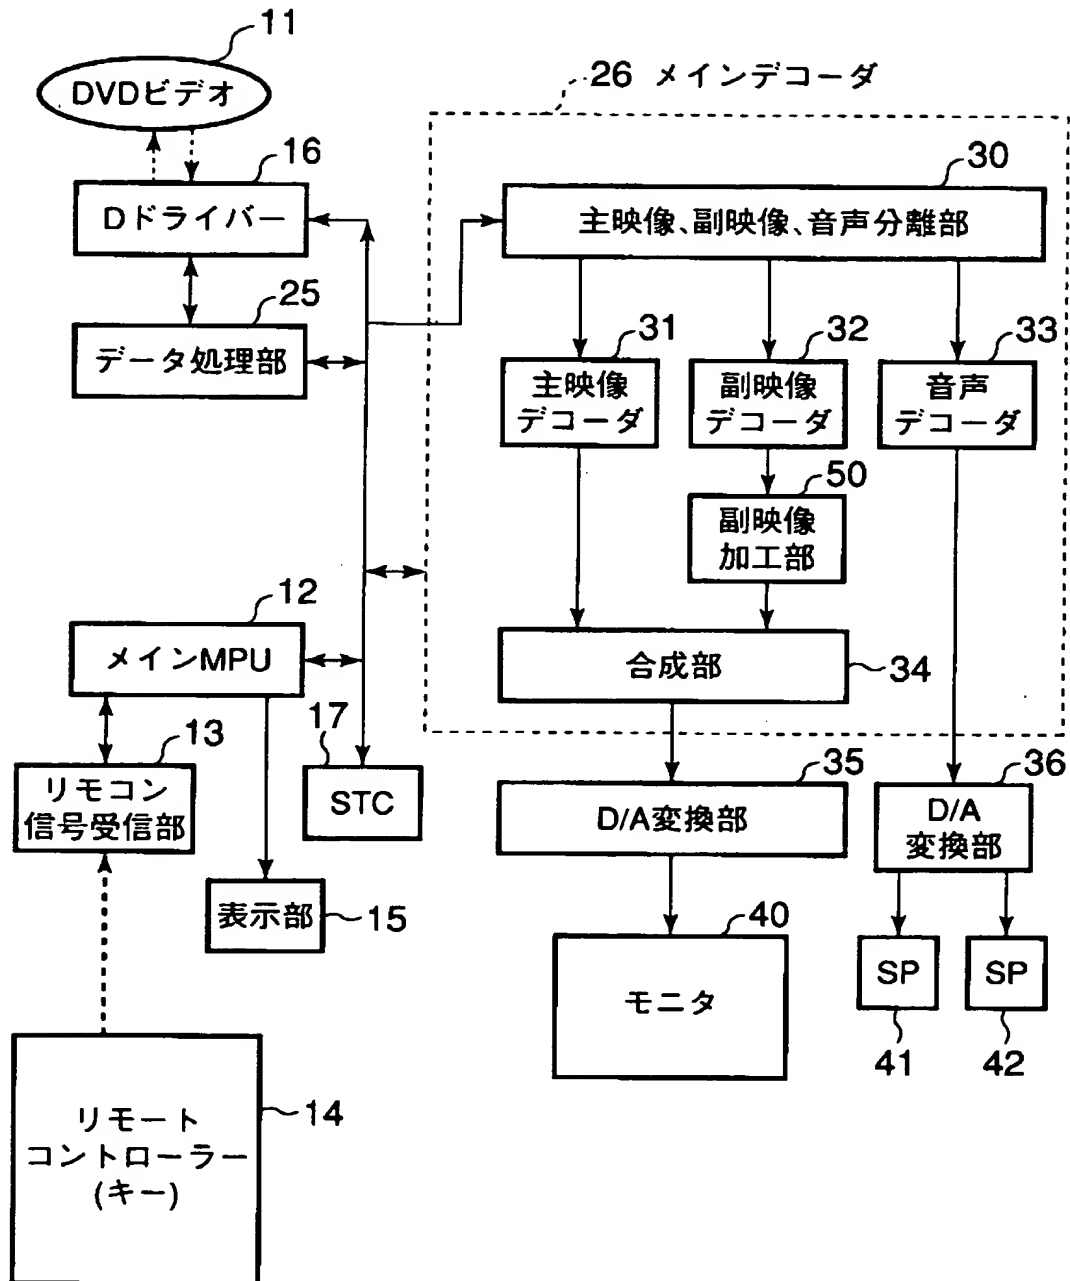 11
DVDビデオ
26 メインデコーダ
16
Dドライバー
30
主映像、副映像、音声分離部
25
データ処理部
31
主映像
デコーダ
32
副映像
デコーダ
33
音声
デコーダ
50
副映像
加工部
12
メインMPU
合成部
34
13
リモコン
信号受信部
17
STC
35
D/A変換部
36
D/A
変換部
表示部
15
40
モニタ
SP
SP
41
42
リモート
コントローラー
(キー)
14